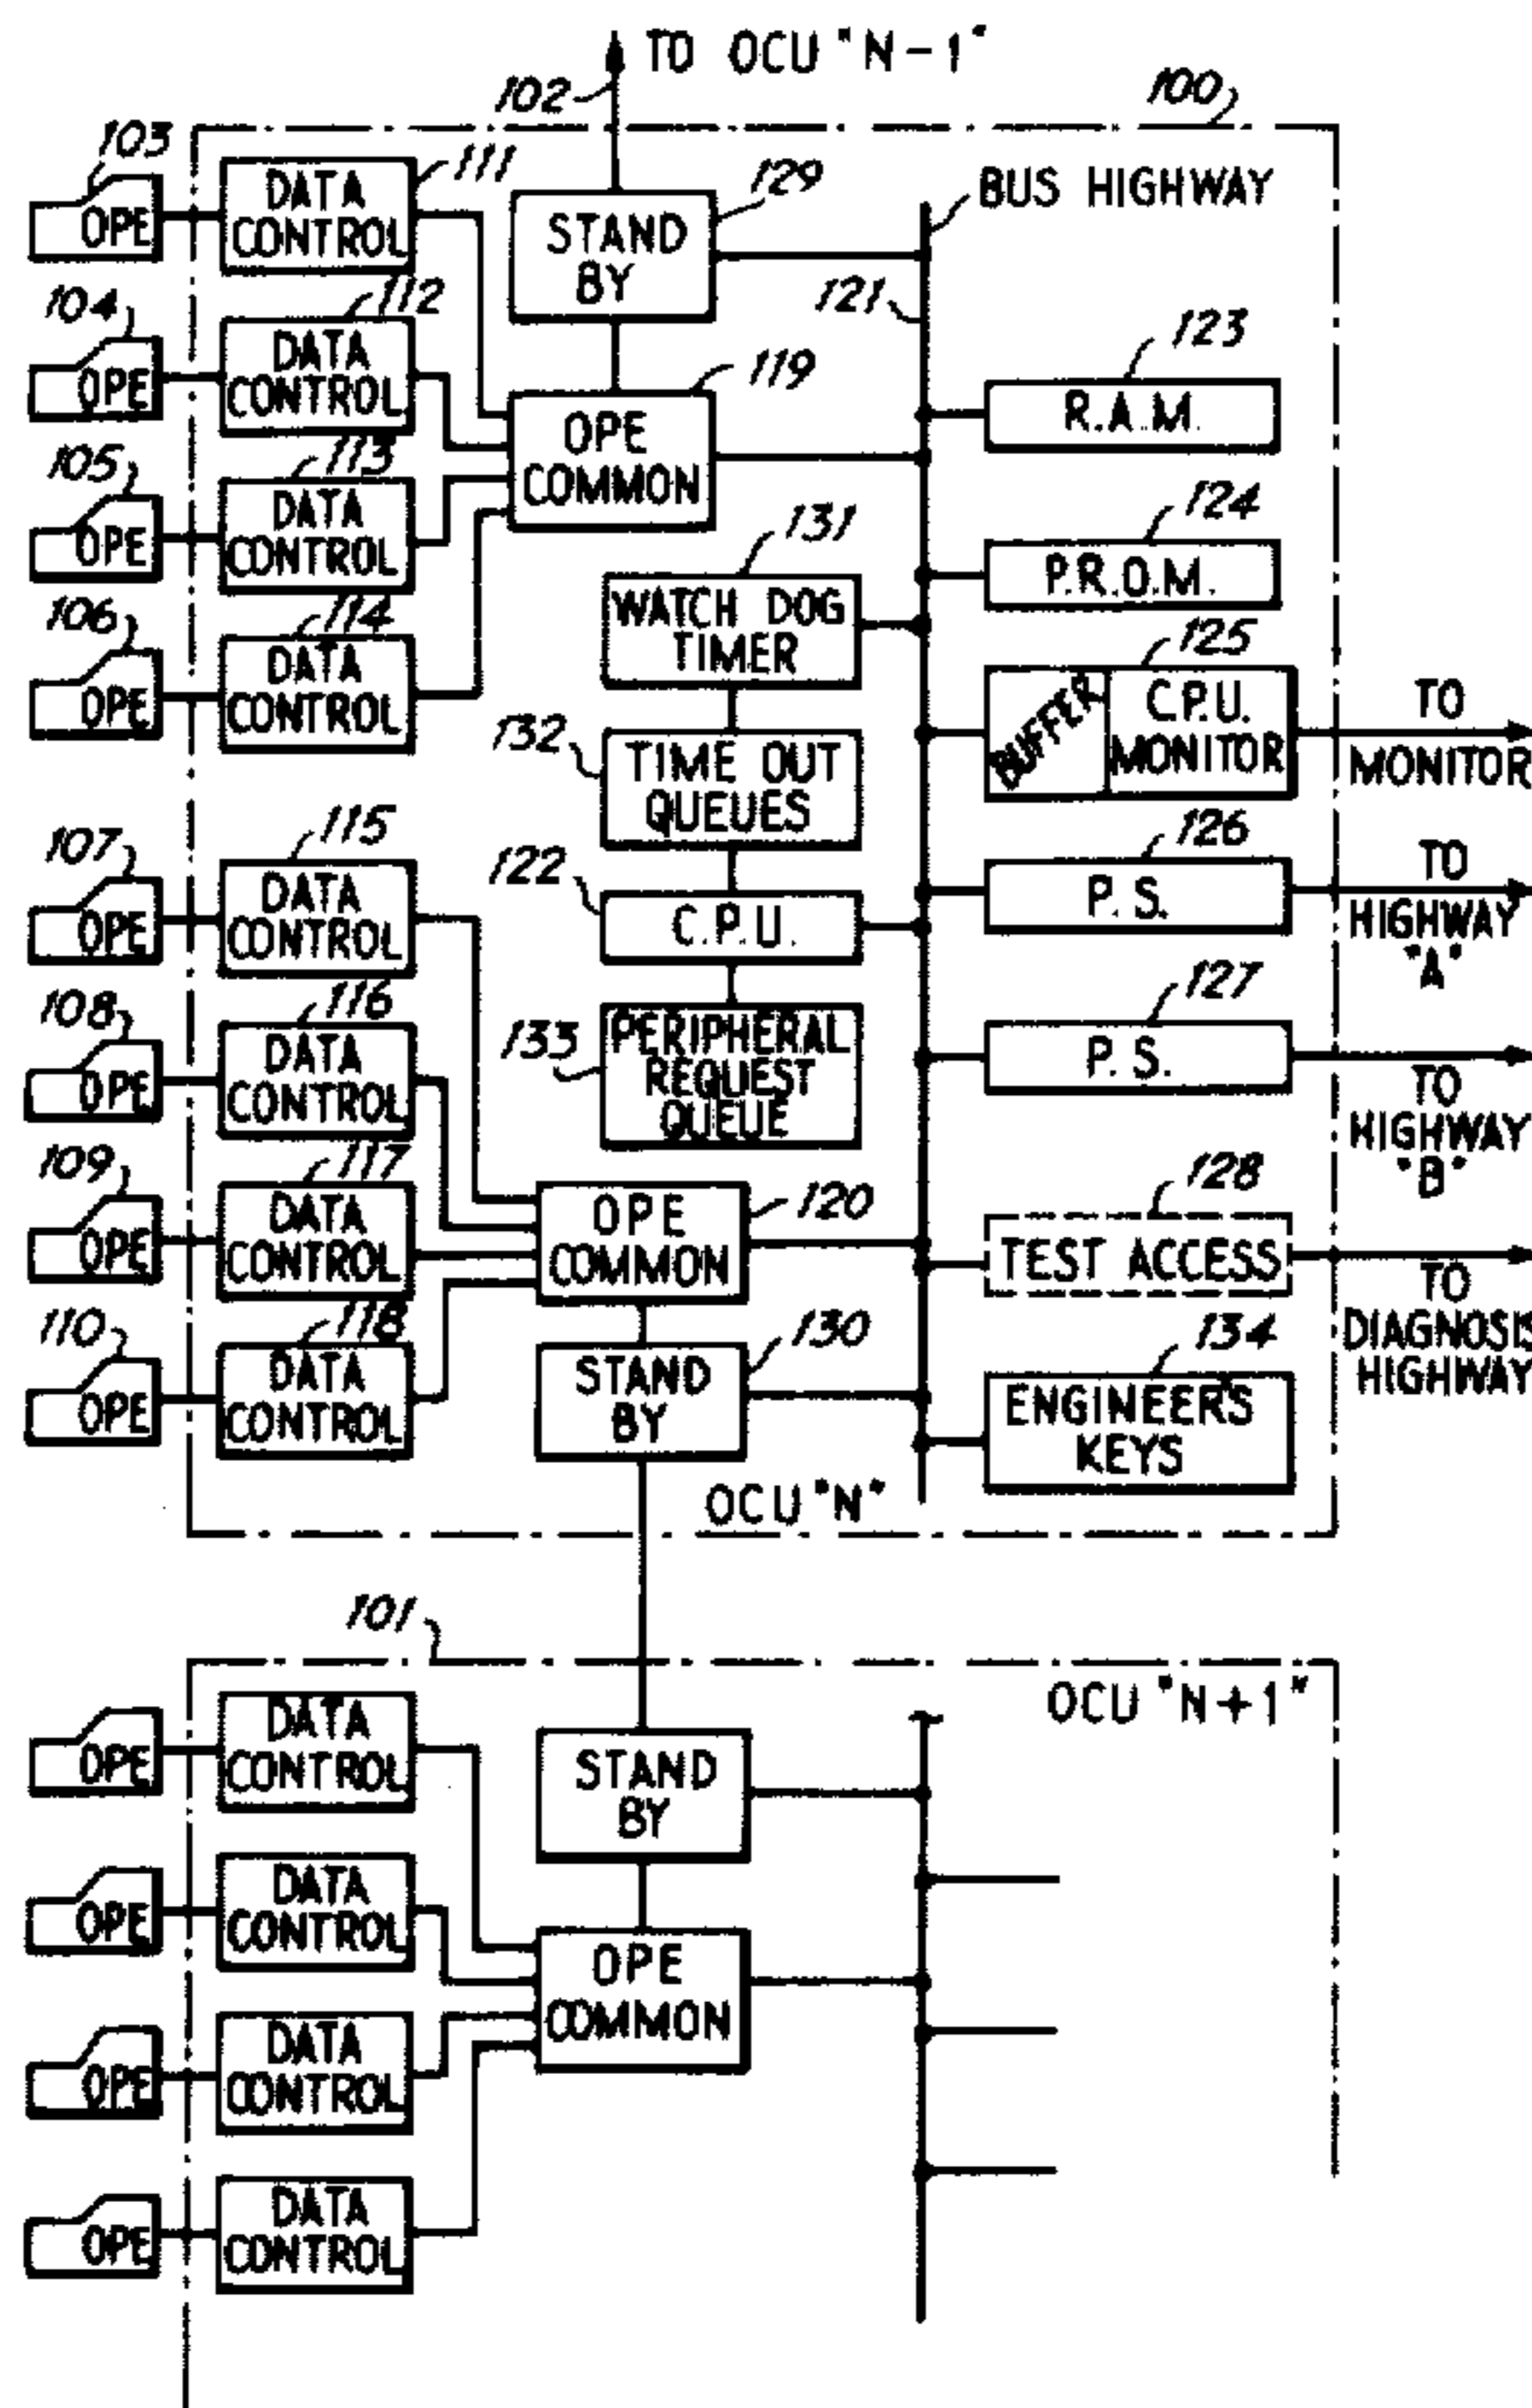 TO OCU "N-1"
102
100
103
OPE
DATA
CONTROL
111
129
STAND
BY
BUS HIGHWAY
104
OPE
112
DATA
CONTROL
121
119
OPE
COMMON
123
R.A.M.
105
OPE
113
DATA
CONTROL
131
WATCH DOG
TIMER
124
P.R.O.M.
106
OPE
114
DATA
CONTROL
132
TIME OUT
QUEUES
125
BUFFER
C.P.U.
MONITOR
TO
MONITOR
107
OPE
115
DATA
CONTROL
122
C.P.U.
126
P.S.
TO
HIGHWAY
"A"
108
OPE
116
DATA
CONTROL
133
PERIPHERAL
REQUEST
QUEUE
127
P.S.
TO
HIGHWAY
"B"
109
OPE
117
DATA
CONTROL
OPE
COMMON
120
128
TEST ACCESS
TO
DIAGNOSIS
HIGHWAY
110
OPE
118
DATA
CONTROL
STAND
BY
130
134
ENGINEERS
KEYS
OCU "N"
101
OCU "N+1"
OPE
DATA
CONTROL
STAND
BY
OPE
DATA
CONTROL
OPE
COMMON
OPE
DATA
CONTROL
OPE
DATA
CONTROL